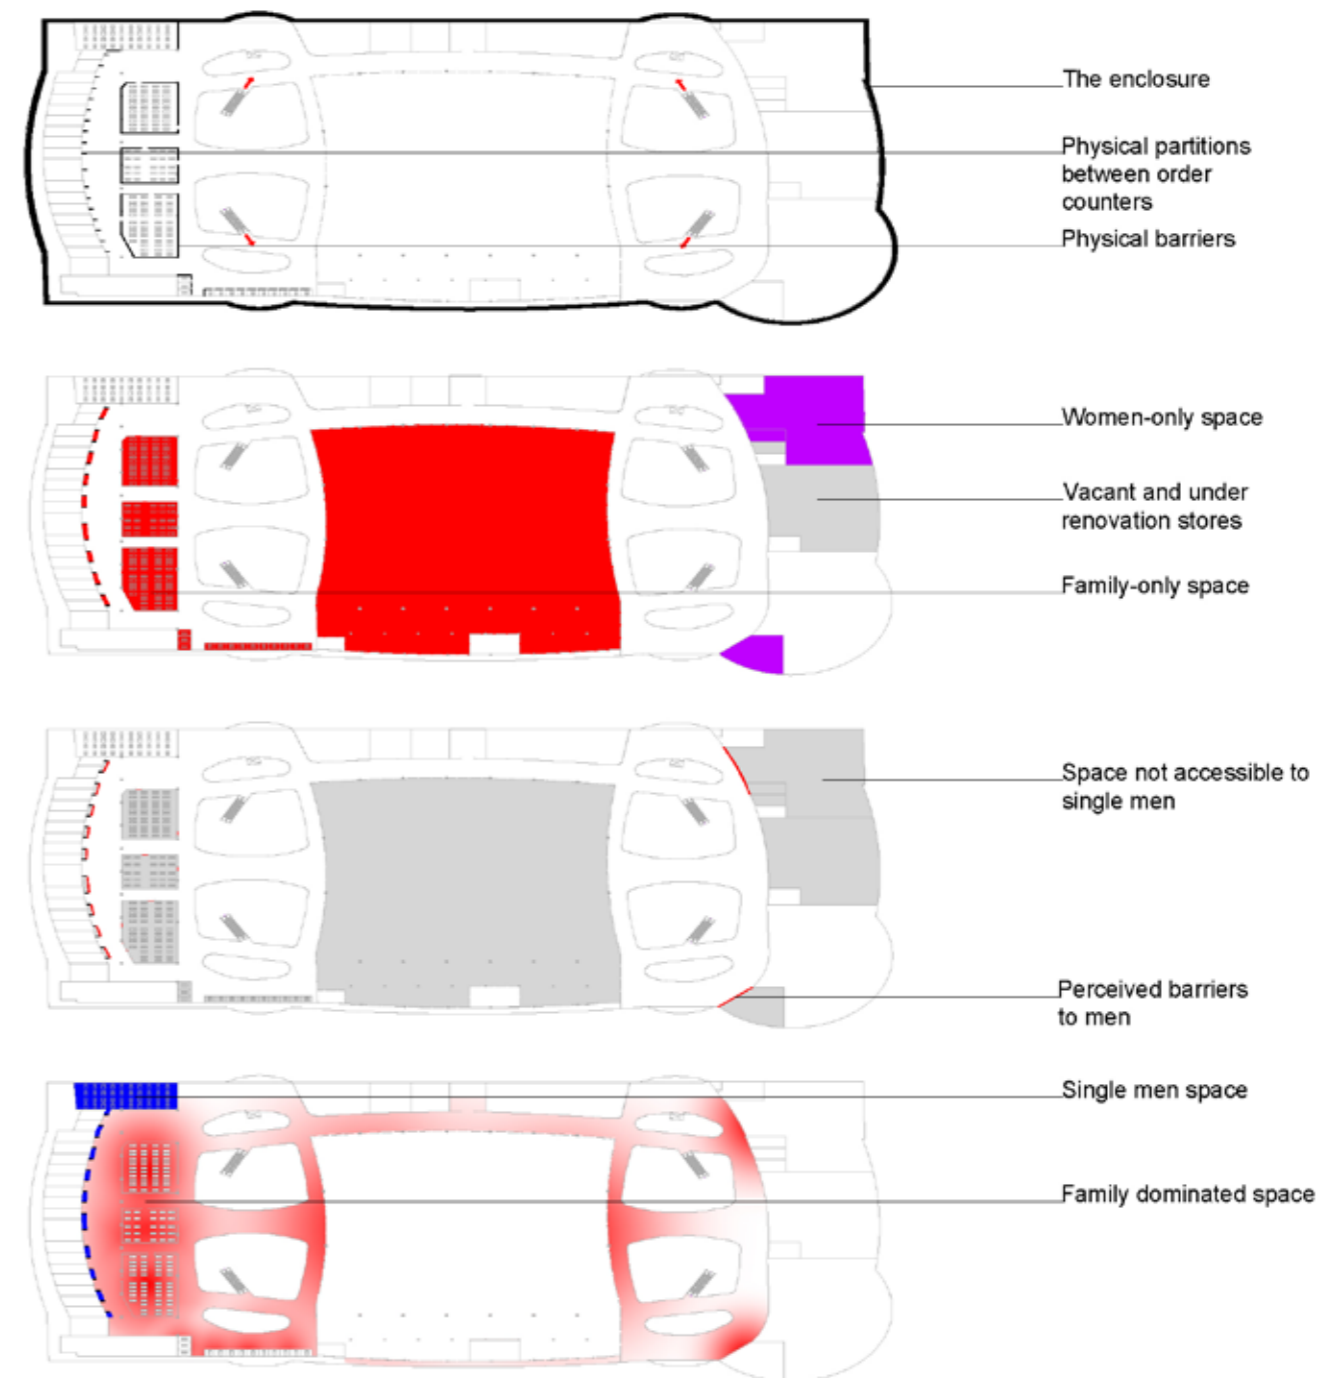 The enclosure
Physical partitions
between order
counters
Physical barriers
Women-only space
Vacant and under
renovation stores
Family-only space
Space not accessible to
single men
Perceived barriers
to men
Single men space
Family dominated space